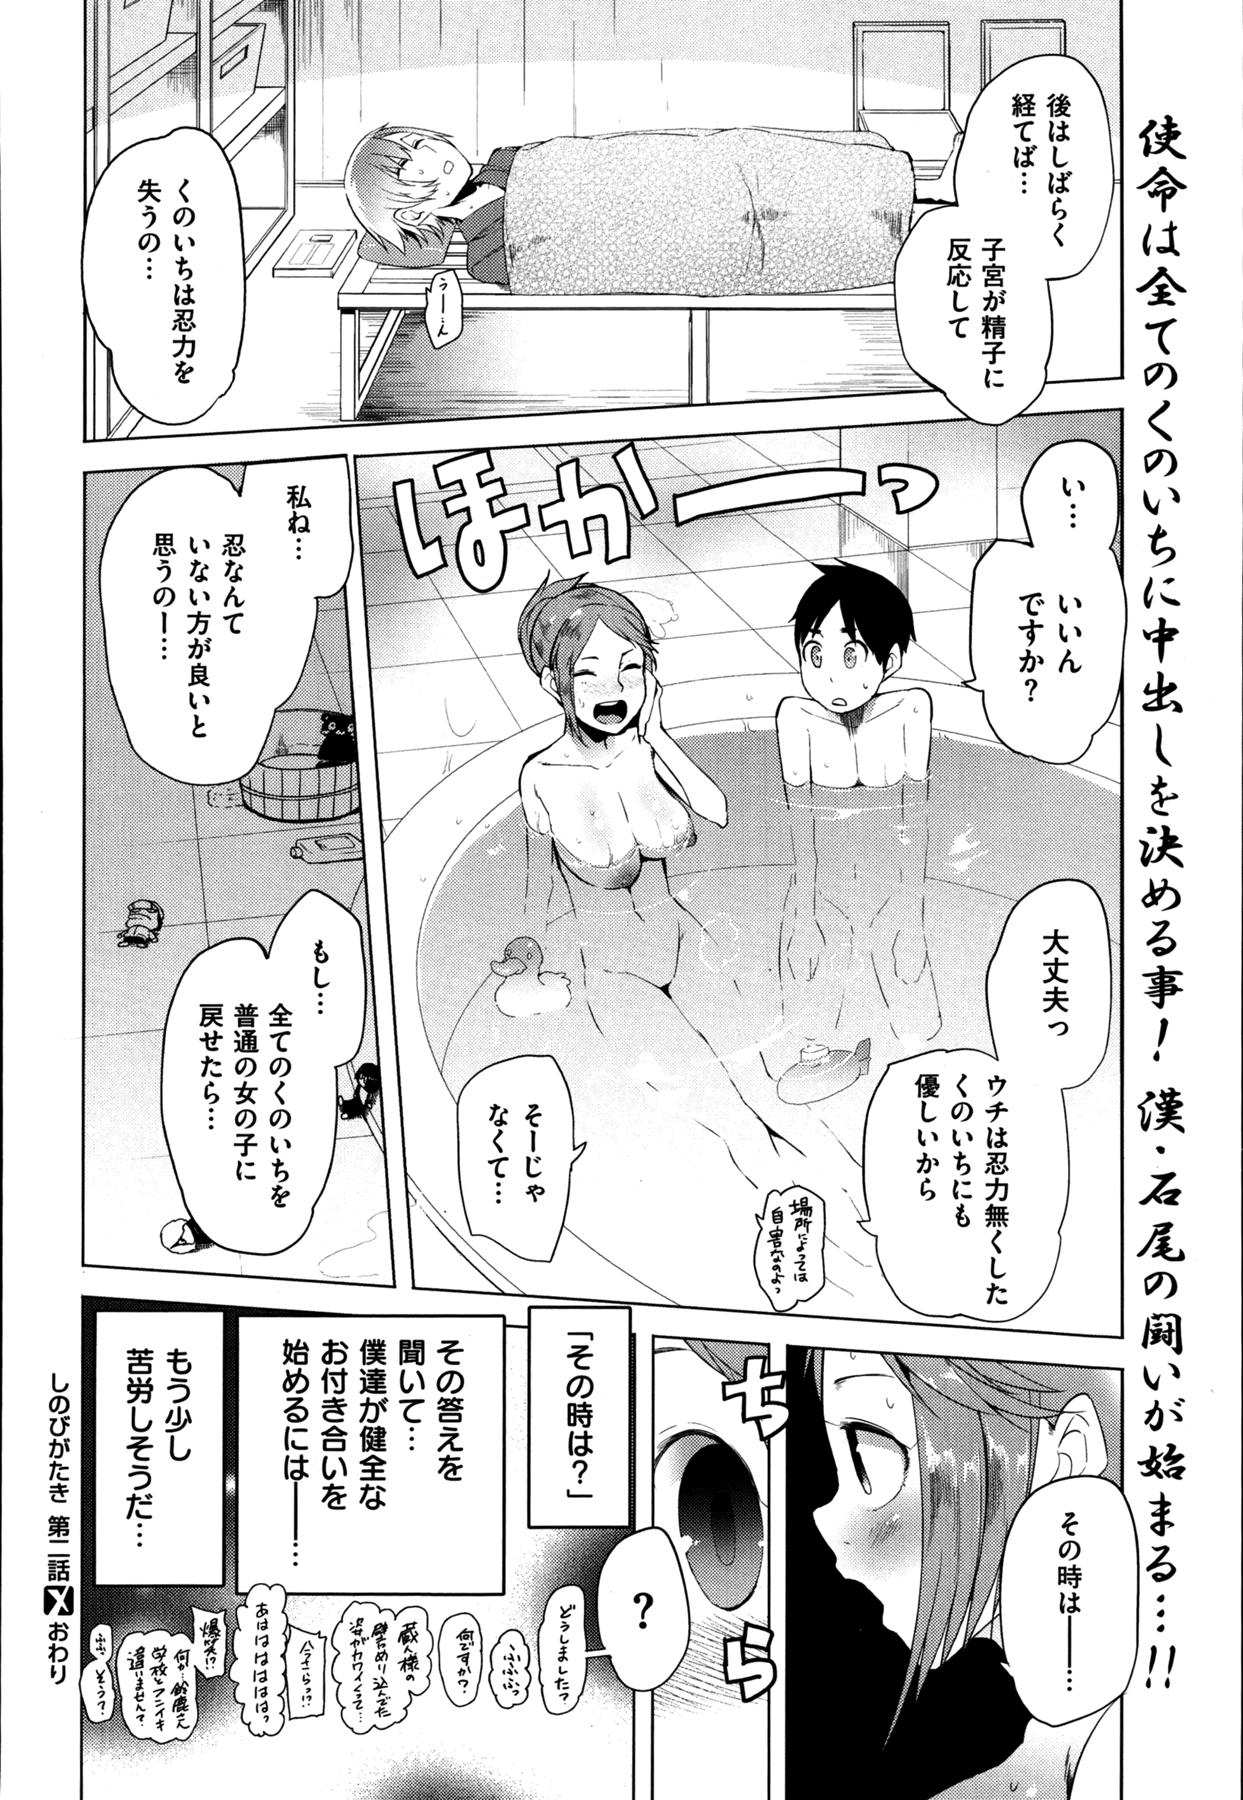 使命は全てのくのいちに中出しを決める事！漢・石尾の闘いが始まる…!!
後はしばらく
経てば…
子宮が精子に
反応して
うー…ん
くのいちは忍力を
失うの…
ほかーっ
い…
いいん
ですか？
大丈夫っ
ウチは忍力無くした
くのいちにも
優しいから
場所によっては
自害なのよっ
そーじゃ
なくて…
私ね…
忍なんて
いない方が良いと
思うのー…
もし…
全てのくのいちを
普通の女の子に
戻せたら…
その時は――…
ちら
？
「その時は？」
その答えを
聞いて…
僕達が健全な
お付き合いを
始めるには――…
もう少し
苦労しそうだ…
どうしました？
ふふふっ
何ですか？
蔵人様の
姿がカワイくって…
あはははははっ
爆笑!?
何か…鈴鹿さん
学校とフンイキ
違いません？
ふふ
そう？
しのびがたき 第二話 おわり